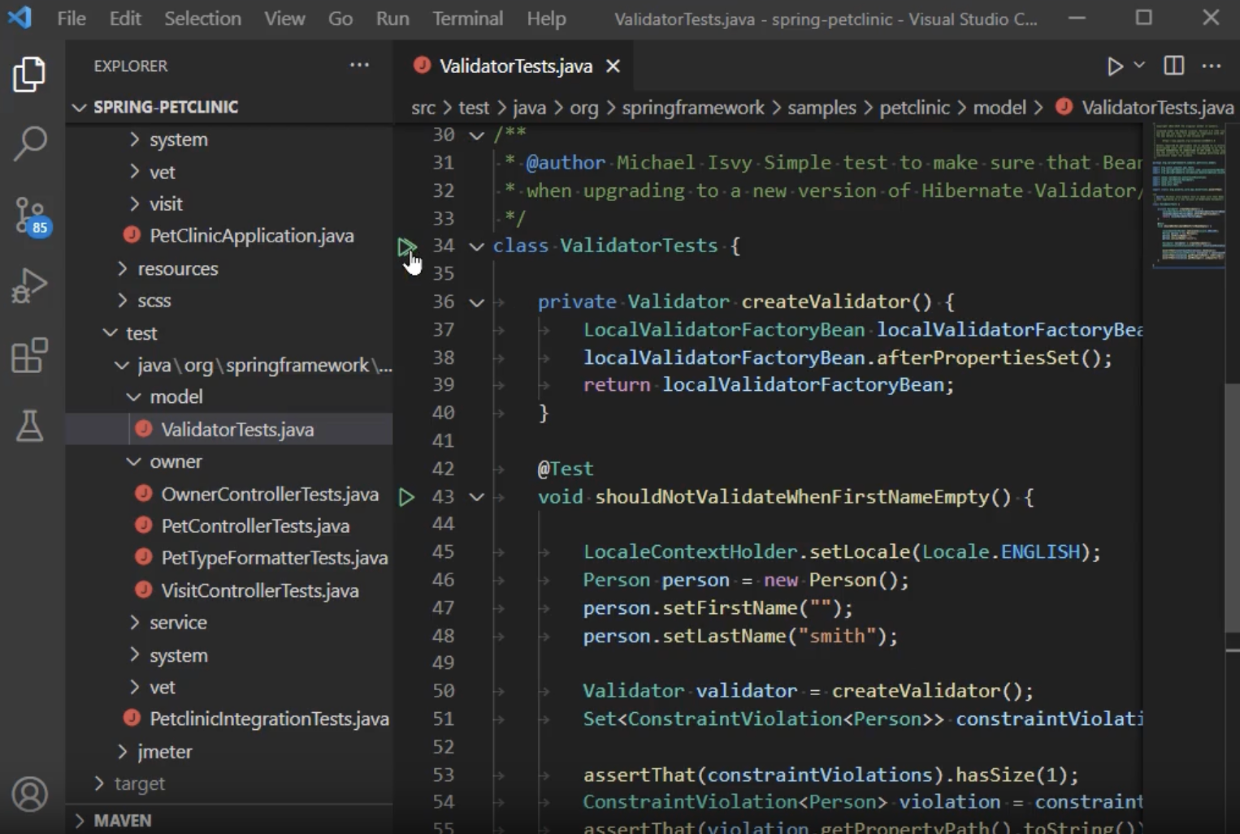 File Edit Selection View Go Run Terminal Help ValidatorTests.java - spring-petclinic - Visual Studio C...
EXPLORER ...
ValidatorTests.java
SPRING-PETCLINIC
src > test > java > org > springframework > samples > petclinic > model > ValidatorTests.java
system
vet
visit
PetClinicApplication.java
resources
scss
test
java\org\springframework\...
model
ValidatorTests.java
owner
OwnerControllerTests.java
PetControllerTests.java
PetTypeFormatterTests.java
VisitControllerTests.java
service
system
vet
PetclinicIntegrationTests.java
jmeter
target
MAVEN
85
30 /**
31 * @author Michael Isvy Simple test to make sure that Bean
32 * when upgrading to a new version of Hibernate Validator/
33 */
34 class ValidatorTests {
35
36 private Validator createValidator() {
37 LocalValidatorFactoryBean localValidatorFactoryBea
38 localValidatorFactoryBean.afterPropertiesSet();
39 return localValidatorFactoryBean;
40 }
41
42 @Test
43 void shouldNotValidateWhenFirstNameEmpty() {
44
45 LocaleContextHolder.setLocale(Locale.ENGLISH);
46 Person person = new Person();
47 person.setFirstName("");
48 person.setLastName("smith");
49
50 Validator validator = createValidator();
51 Set<ConstraintViolation<Person>> constraintViolati
52
53 assertThat(constraintViolations).hasSize(1);
54 ConstraintViolation<Person> violation = constraint
55 assertThat(violation.getPropertyPath().toString())